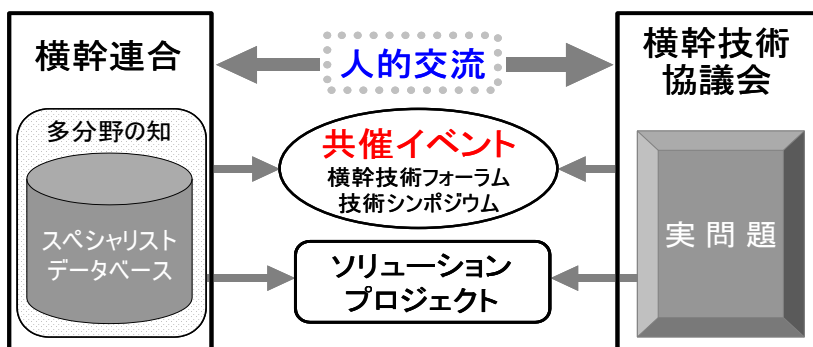 横幹連合
多分野の知
スペシャリスト
データベース
人的交流
共催イベント
横幹技術フォーラム
技術シンポジウム
ソリューション
プロジェクト
横幹技術
協議会
実問題